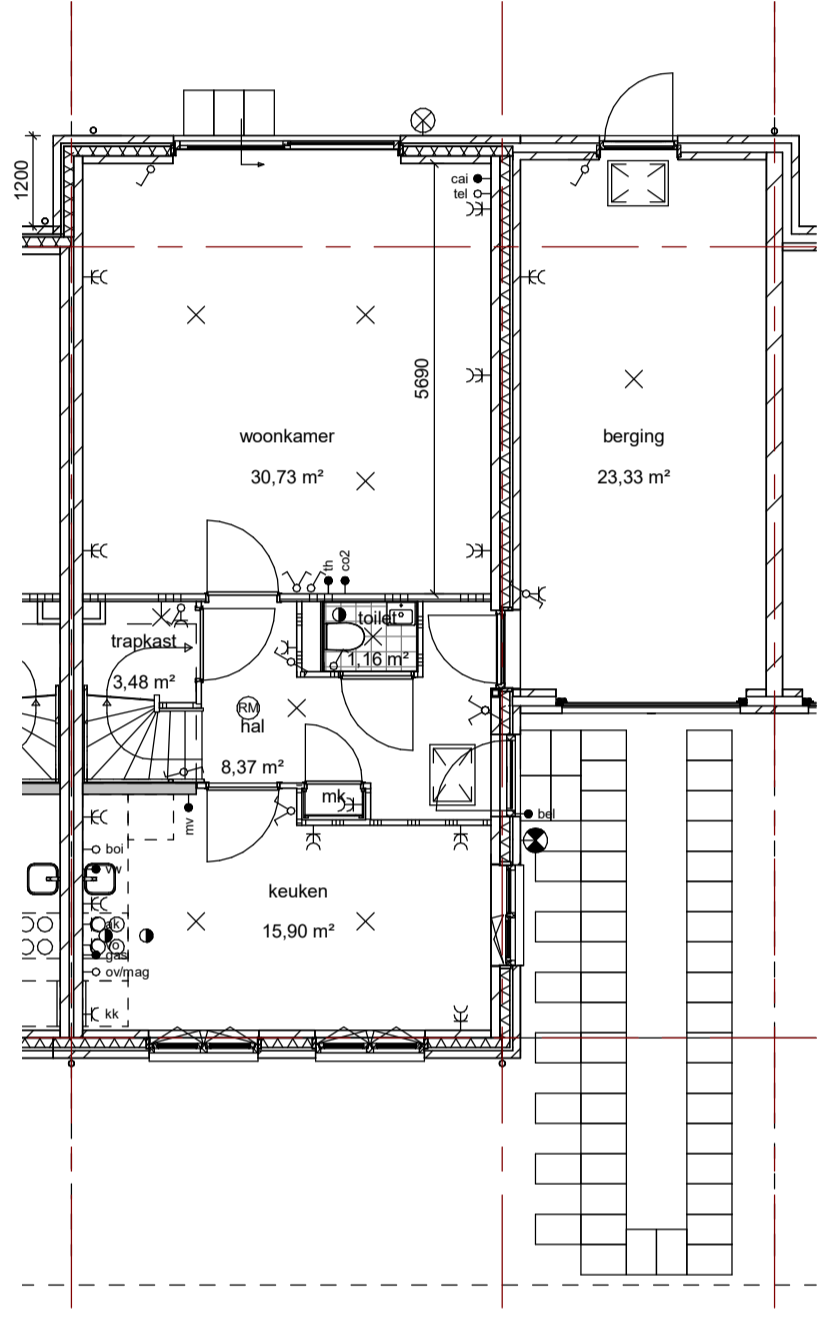 1200
cai
tel
5690
woonkamer
30,73 m²
berging
23,33 m²
th
co2
toilet
1,16 m²
trapkast
3,48 m²
RM
hal
8,37 m²
mk
mv
bel
boi
vw
keuken
15,90 m²
ak
gas
ov/mag
kk